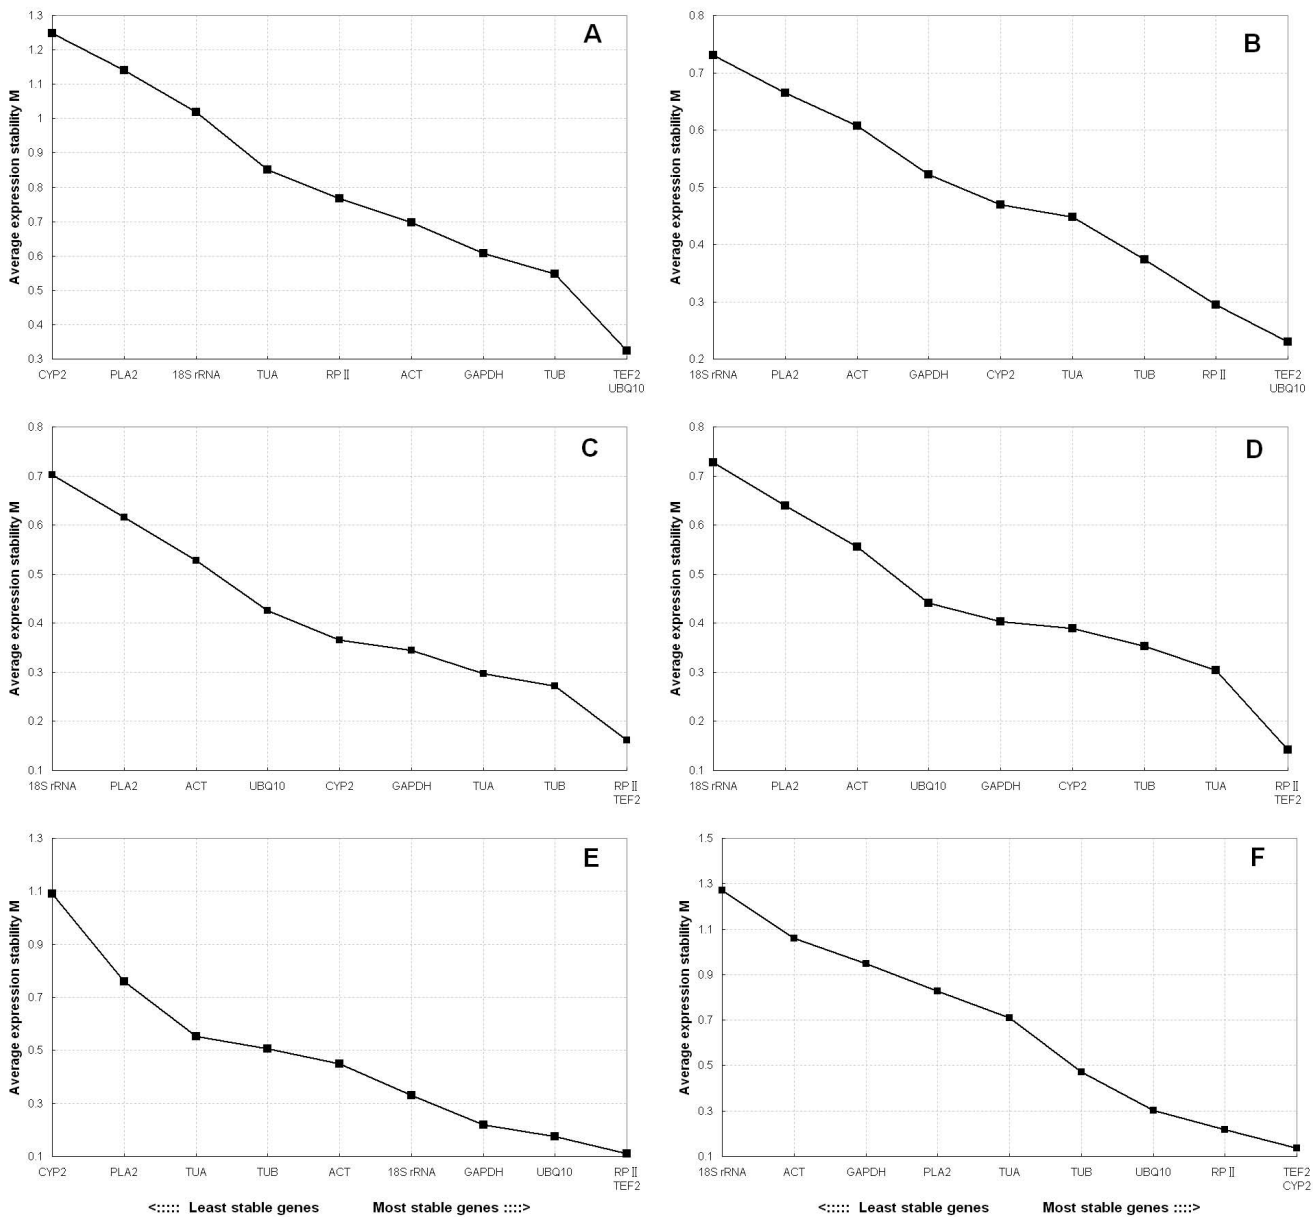 A
Average expression stability M
1.3
1.2
1.1
1
0.9
0.8
0.7
0.6
0.5
0.4
0.3
CYP2 PLA2 18S rRNA TUA RP II ACT GAPDH TUB TEF2
UBQ10
B
Average expression stability M
0.8
0.7
0.6
0.5
0.4
0.3
0.2
18S rRNA PLA2 ACT GAPDH CYP2 TUA TUB RP II TEF2
UBQ10
C
Average expression stability M
0.8
0.7
0.6
0.5
0.4
0.3
0.2
0.1
18S rRNA PLA2 ACT UBQ10 CYP2 GAPDH TUA TUB RP II
TEF2
D
Average expression stability M
0.8
0.7
0.6
0.5
0.4
0.3
0.2
0.1
18S rRNA PLA2 ACT UBQ10 GAPDH CYP2 TUB TUA RP II
TEF2
E
Average expression stability M
1.3
1.1
0.9
0.7
0.5
0.3
0.1
CYP2 PLA2 TUA TUB ACT 18S rRNA GAPDH UBQ10 RP II
TEF2
<::::: Least stable genes Most stable genes ::::>
F
Average expression stability M
1.5
1.3
1.1
0.9
0.7
0.5
0.3
0.1
18S rRNA ACT GAPDH PLA2 TUA TUB UBQ10 RP II TEF2
CYP2
<::::: Least stable genes Most stable genes ::::>